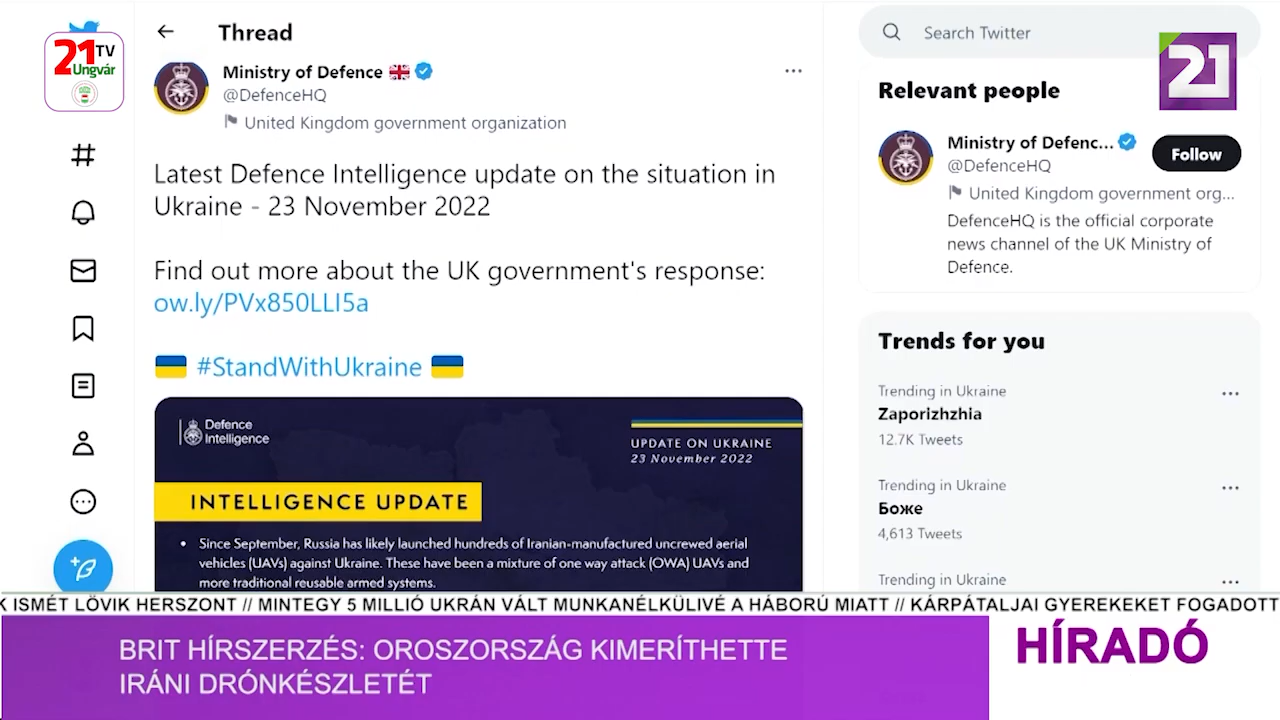 21 TV
Ungvár
Thread
Search Twitter
21
Ministry of Defence
@DefenceHQ
United Kingdom government organization
Latest Defence Intelligence update on the situation in
Ukraine - 23 November 2022
Find out more about the UK government's response:
ow.ly/PVx850LLI5a
#StandWithUkraine
Defence
Intelligence
UPDATE ON UKRAINE
23 November 2022
INTELLIGENCE UPDATE
• Since September, Russia has likely launched hundreds of Iranian-manufactured uncrewed aerial
vehicles (UAVs) against Ukraine. These have been a mixture of one way attack (OWA) UAVs and
more traditional reusable armed systems.
Relevant people
Ministry of Defenc...
@DefenceHQ
Follow
United Kingdom government org...
DefenceHQ is the official corporate
news channel of the UK Ministry of
Defence.
Trends for you
Trending in Ukraine
Zaporizhzhia
12.7K Tweets
Trending in Ukraine
Боже
4,613 Tweets
Trending in Ukraine
K ISMÉT LÖVIK HERSZONT // MINTEGY 5 MILLIÓ UKRÁN VÁLT MUNKANÉLKÜLIVÉ A HÁBORÚ MIATT // KÁRPÁTALJAI GYEREKEKET FOGADOTT
BRIT HÍRSZERZÉS: OROSZORSZÁG KIMERÍTHETTE
IRÁNI DRÓNKÉSZLETÉT
HÍRADÓ